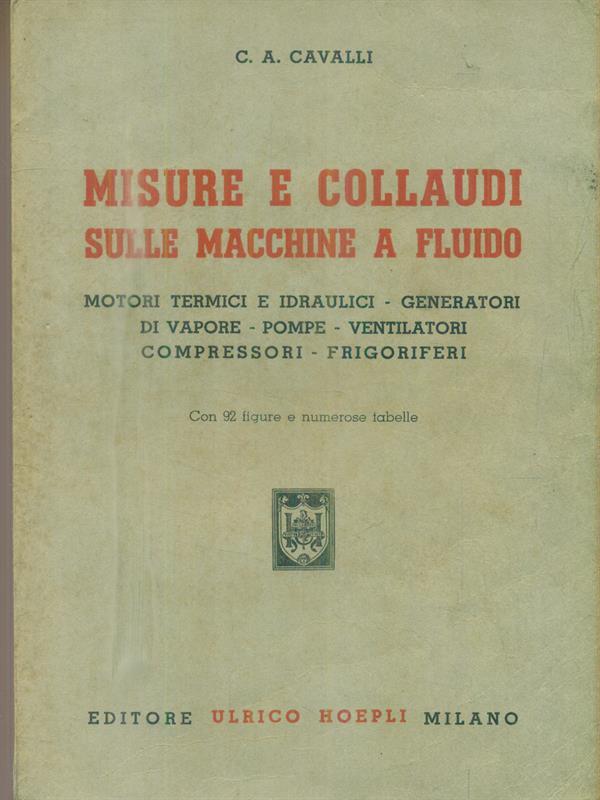 C. A. CAVALLI
MISURE E COLLAUDI
SULLE MACCHINE A FLUIDO
MOTORI TERMICI E IDRAULICI - GENERATORI
DI VAPORE - POMPE - VENTILATORI
COMPRESSORI - FRIGORIFERI
Con 92 figure e numerose tabelle
EDITORE ULRICO HOEPLI MILANO